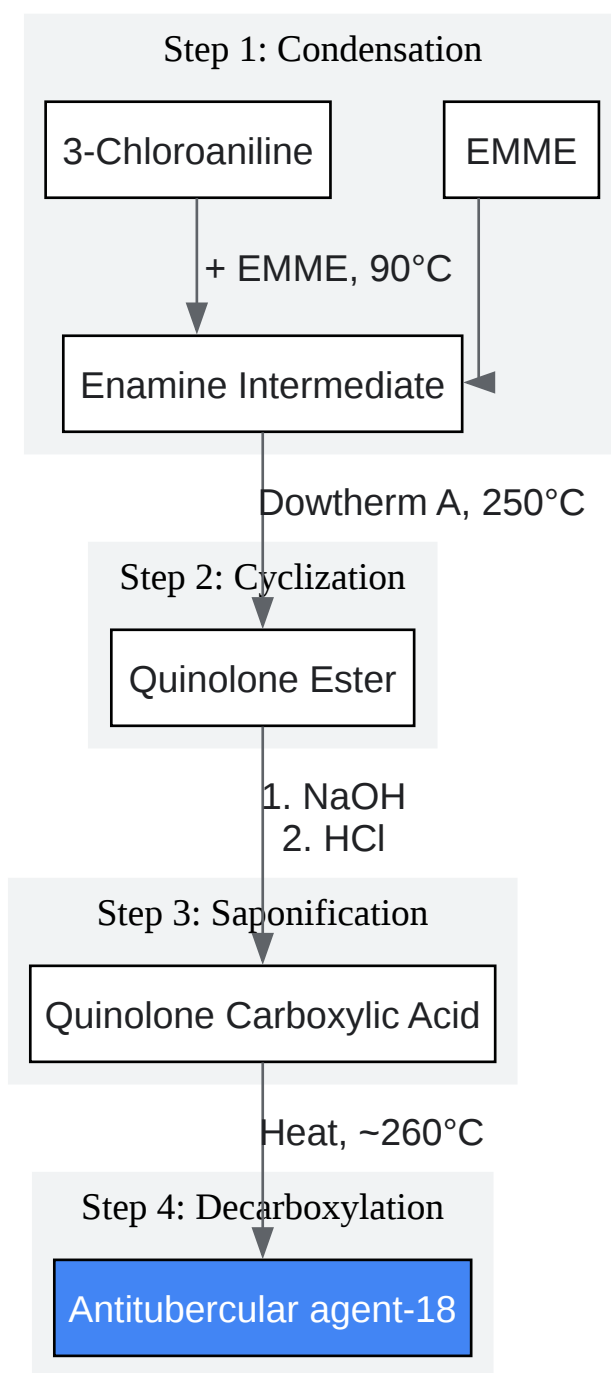 Step 1: Condensation
3-Chloroaniline
EMME
+ EMME, 90°C
Enamine Intermediate
Dowtherm A, 250°C
Step 2: Cyclization
Quinolone Ester
1. NaOH
2. HCl
Step 3: Saponification
Quinolone Carboxylic Acid
Heat, ~260°C
Step 4: Decarboxylation
Antitubercular agent-18